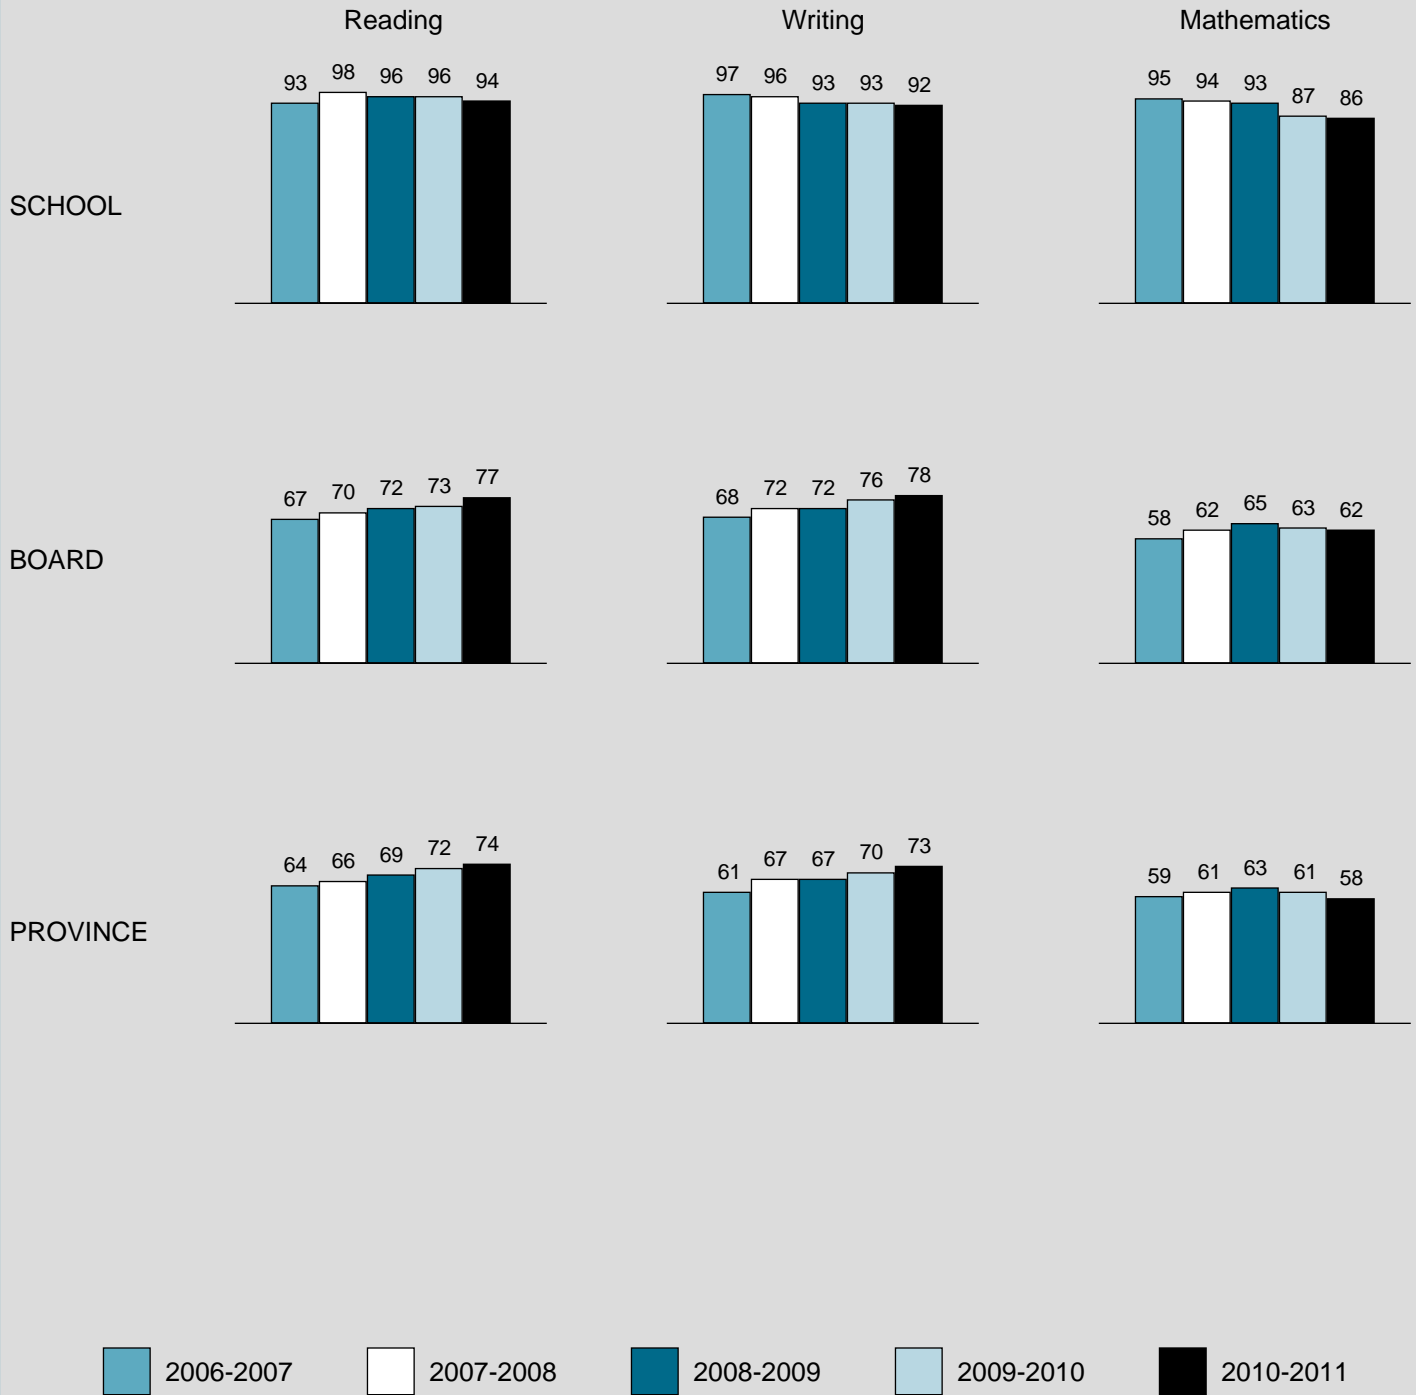 Reading Writing Mathematics
93 98 96 96 94 97 96 93 93 92 95 94 93 87 86
SCHOOL
67 70 72 73 77 68 72 72 76 78 58 62 65 63 62
BOARD
64 66 69 72 74 61 67 67 70 73 59 61 63 61 58
PROVINCE
2006-2007 2007-2008 2008-2009 2009-2010 2010-2011